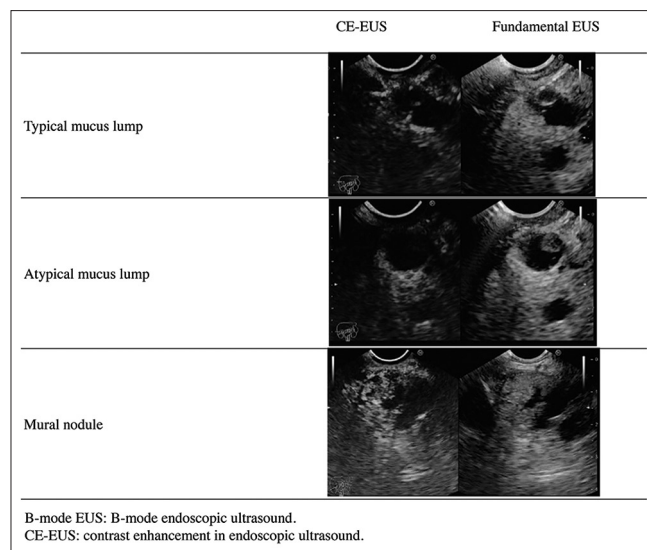 CE-EUS Fundamental EUS
Typical mucus lump
Atypical mucus lump
Mural nodule
B-mode EUS: B-mode endoscopic ultrasound.
CE-EUS: contrast enhancement in endoscopic ultrasound.